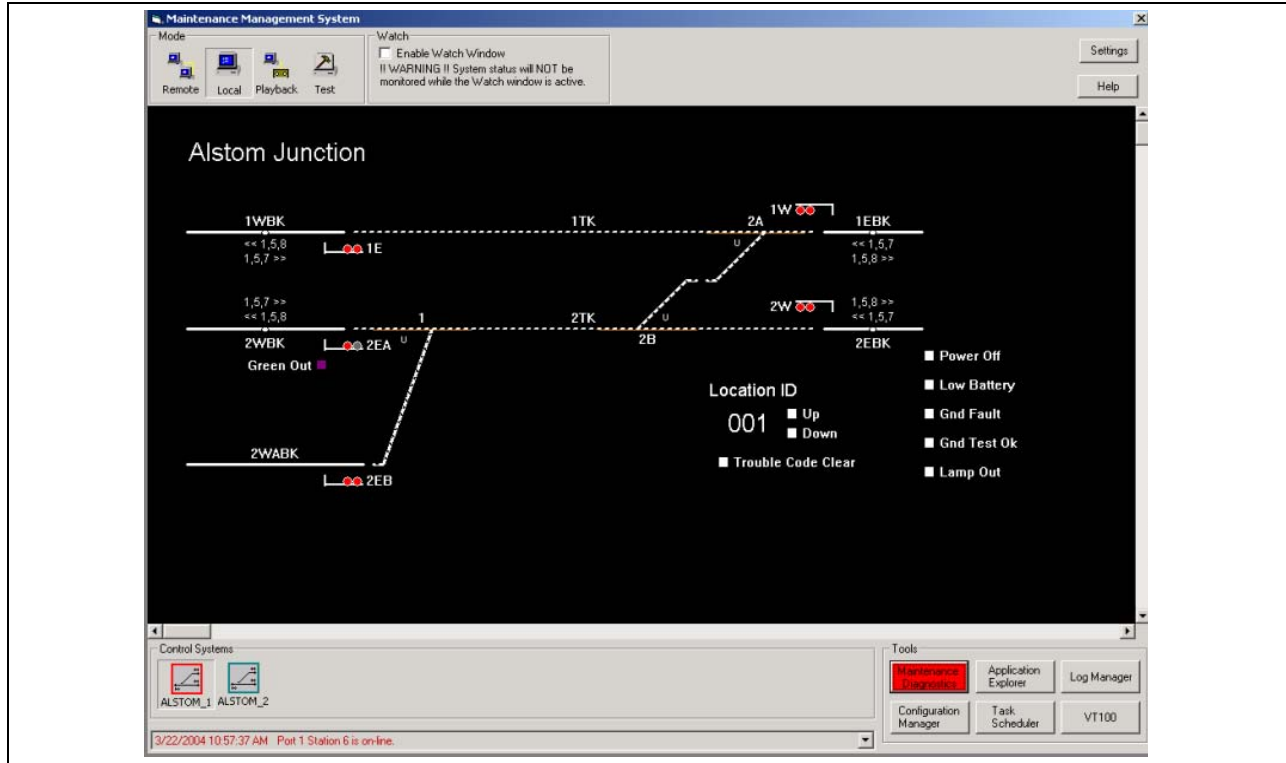 Maintenance Management System
Mode
Remote Local Playback Test
Watch
Enable Watch Window
!! WARNING !! System status will NOT be
monitored while the Watch window is active.
Settings
Help
Alstom Junction
1WBK
1TK
2A
1W
1EBK
<< 1,5,8
1,5,7 >>
1E
U
<< 1,5,7
1,5,8 >>
1,5,7 >>
<< 1,5,8
1
2TK
2W
1,5,8 >>
<< 1,5,7
2WBK
2EA
U
U
2B
2EBK
Green Out
Power Off
Low Battery
Gnd Fault
Gnd Test Ok
Lamp Out
Location ID
001
Up
Down
Trouble Code Clear
2WABK
2EB
Control Systems
ALSTOM_1 ALSTOM_2
Tools
Maintenance
Diagnostics
Application
Explorer
Log Manager
Configuration
Manager
Task
Scheduler
VT100
3/22/2004 10:57:37 AM Port 1 Station 6 is on-line.